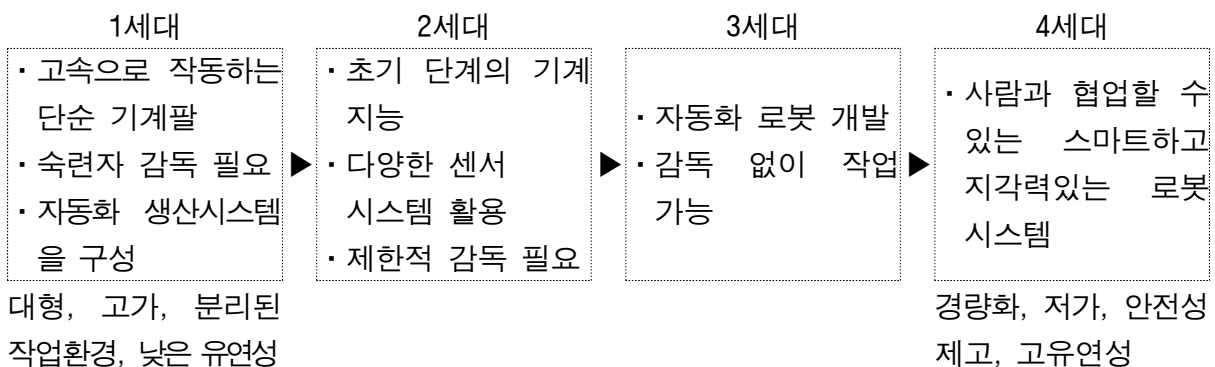 1세대
· 고속으로 작동하는
단순 기계팔
· 숙련자 감독 필요
· 자동화 생산시스템
을 구성
대형, 고가, 분리된
작업환경, 낮은 유연성
▶
2세대
· 초기 단계의 기계
지능
· 다양한 센서
시스템 활용
· 제한적 감독 필요
▶
3세대
· 자동화 로봇 개발
· 감독 없이 작업
가능
▶
4세대
· 사람과 협업할 수
있는 스마트하고
지각력있는 로봇
시스템
경량화, 저가, 안전성
제고, 고유연성